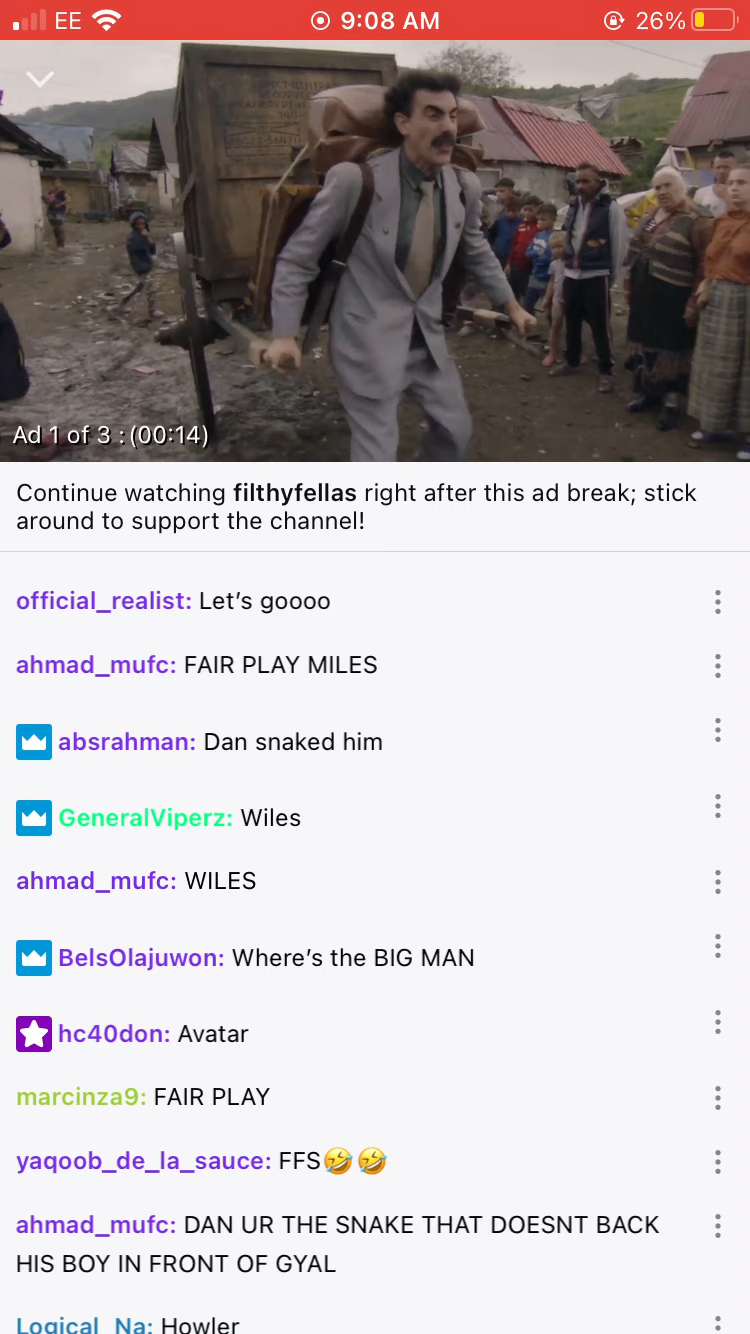 EE 9:08 AM 26%
Ad 1 of 3 : (00:14)
Continue watching filthyfellas right after this ad break; stick
around to support the channel!
official_realist: Let’s goooo
ahmad_mufc: FAIR PLAY MILES
absrahman: Dan snaked him
GeneralViperz: Wiles
ahmad_mufc: WILES
BelsOlajuwon: Where’s the BIG MAN
hc40don: Avatar
marcinza9: FAIR PLAY
yaqoob_de_la_sauce: FFS🤣🤣
ahmad_mufc: DAN UR THE SNAKE THAT DOESNT BACK
HIS BOY IN FRONT OF GYAL
Logical_Na: Howler